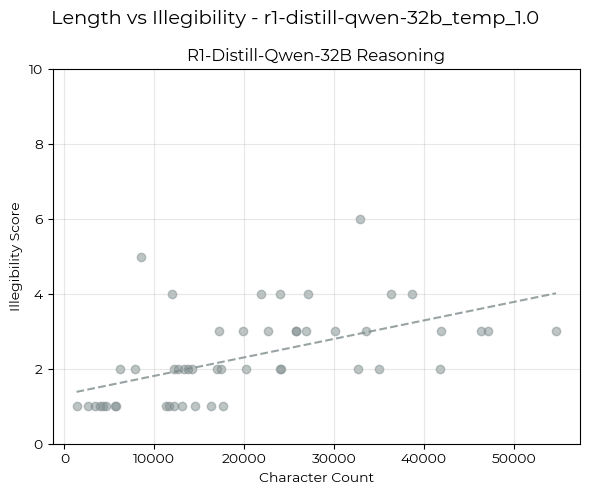 Length vs Illegibility - r1-distill-qwen-32b_temp_1.0
R1-Distill-Qwen-32B Reasoning
10
8
6
4
2
0
Illegibility Score
0 10000 20000 30000 40000 50000
Character Count